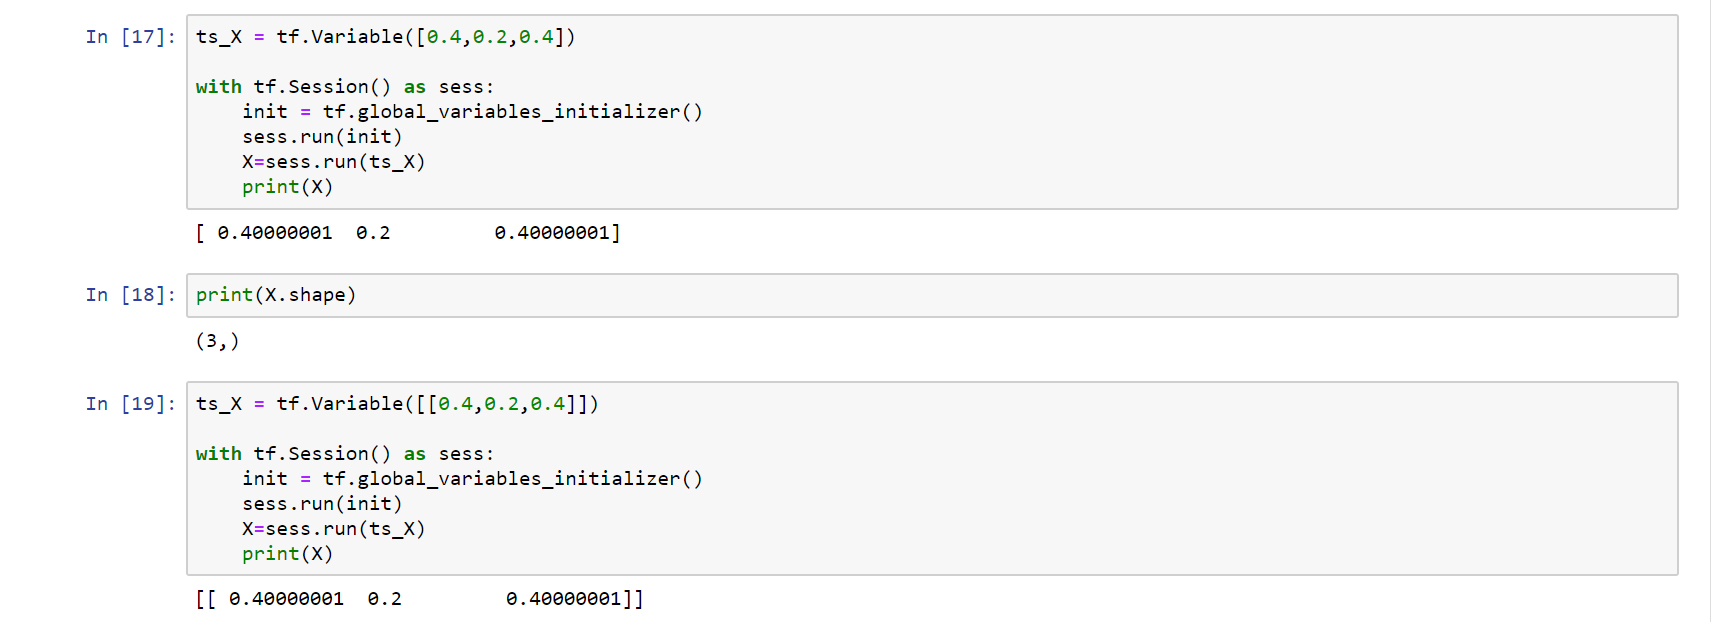 In [17]: ts_X = tf.Variable([0.4,0.2,0.4])
with tf.Session() as sess:
    init = tf.global_variables_initializer()
    sess.run(init)
    X=sess.run(ts_X)
    print(X)
[ 0.40000001  0.2         0.40000001]
In [18]: print(X.shape)
(3,)
In [19]: ts_X = tf.Variable([[0.4,0.2,0.4]])
with tf.Session() as sess:
    init = tf.global_variables_initializer()
    sess.run(init)
    X=sess.run(ts_X)
    print(X)
[[ 0.40000001  0.2         0.40000001]]